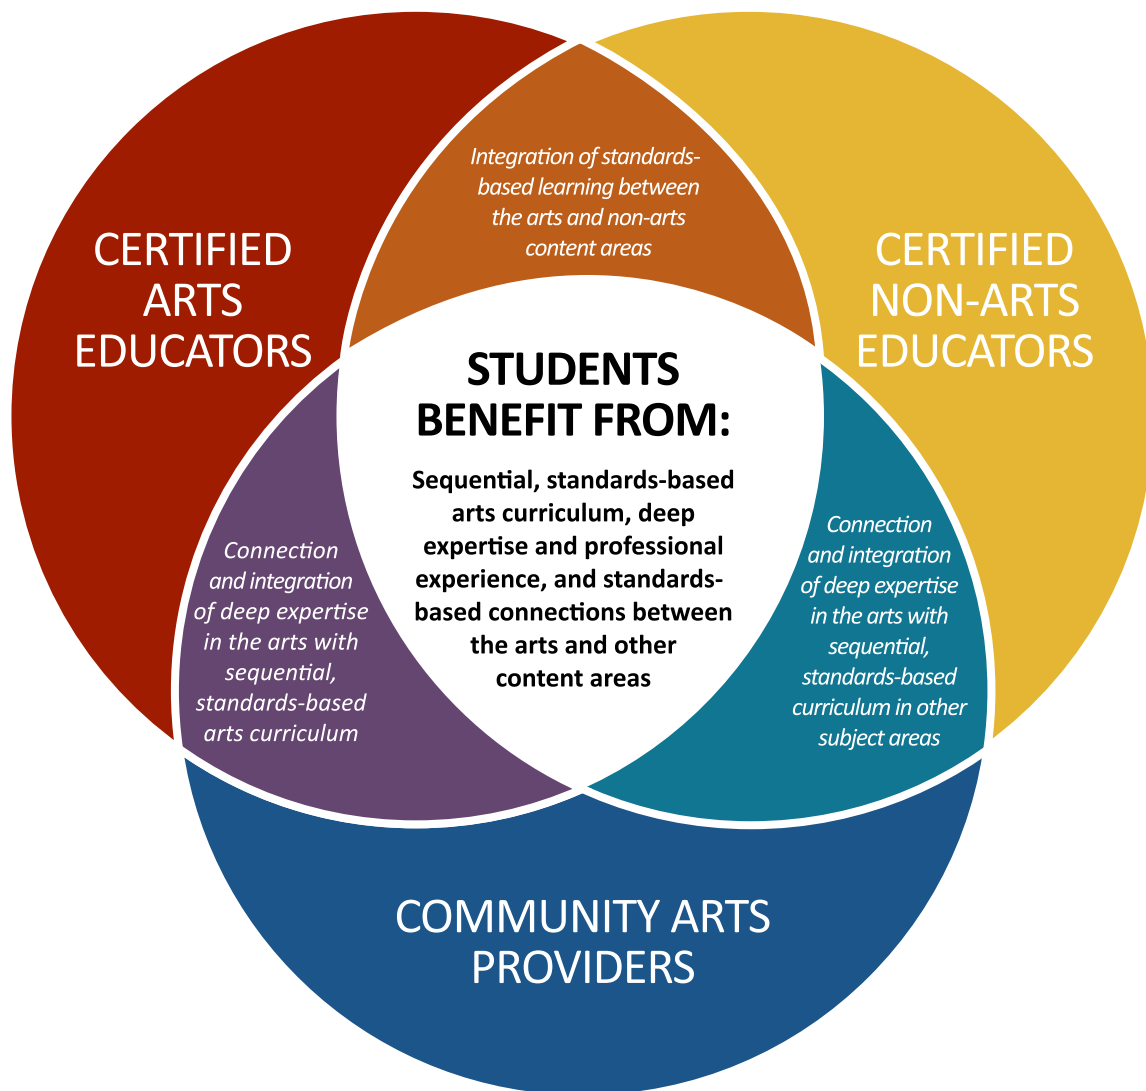 Integration of standards-
based learning between
the arts and non-arts
content areas
CERTIFIED
ARTS
EDUCATORS
CERTIFIED
NON-ARTS
EDUCATORS
STUDENTS
BENEFIT FROM:
Sequential, standards-based
arts curriculum, deep
expertise and professional
experience, and standards-
based connections between
the arts and other
content areas
Connection
and integration
of deep expertise
in the arts with
sequential,
standards-based
arts curriculum
Connection
and integration
of deep expertise
in the arts with
sequential,
standards-based
curriculum in other
subject areas
COMMUNITY ARTS
PROVIDERS